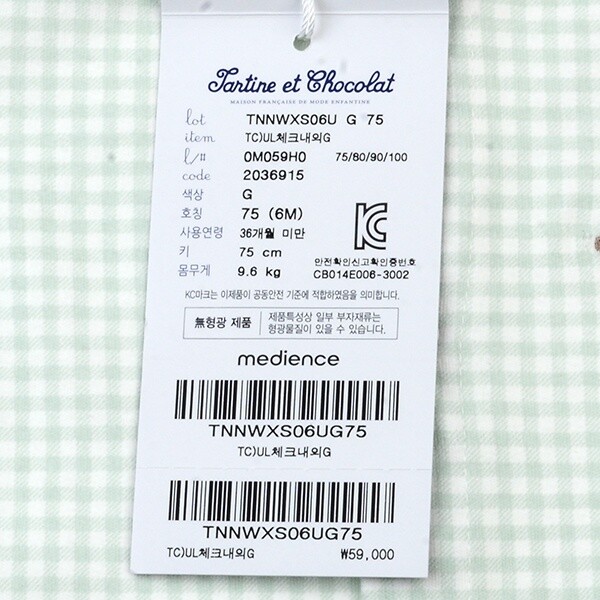 Tartine et Chocolat
MAISON FRANÇAISE DE MODE ENFANTINE
lot TNNWXS06U G 75
item TC)UL체크내의G
l/# 0M059H0 75/80/90/100
code 2036915
색상 G
호칭 75 (6M)
사용연령 36개월 미만
키 75 cm
몸무게 9.6 kg
안전확인신고확인증번호
CB014E006-3002
KC마크는 이제품이 공통안전 기준에 적합하였음을 의미합니다.
無형광 제품
제품특성상 일부 부자재류는
형광물질이 있을 수 있습니다.
medience
TNNWXS06UG75
TC)UL체크내의G
TNNWXS06UG75
TC)UL체크내의G ₩59,000